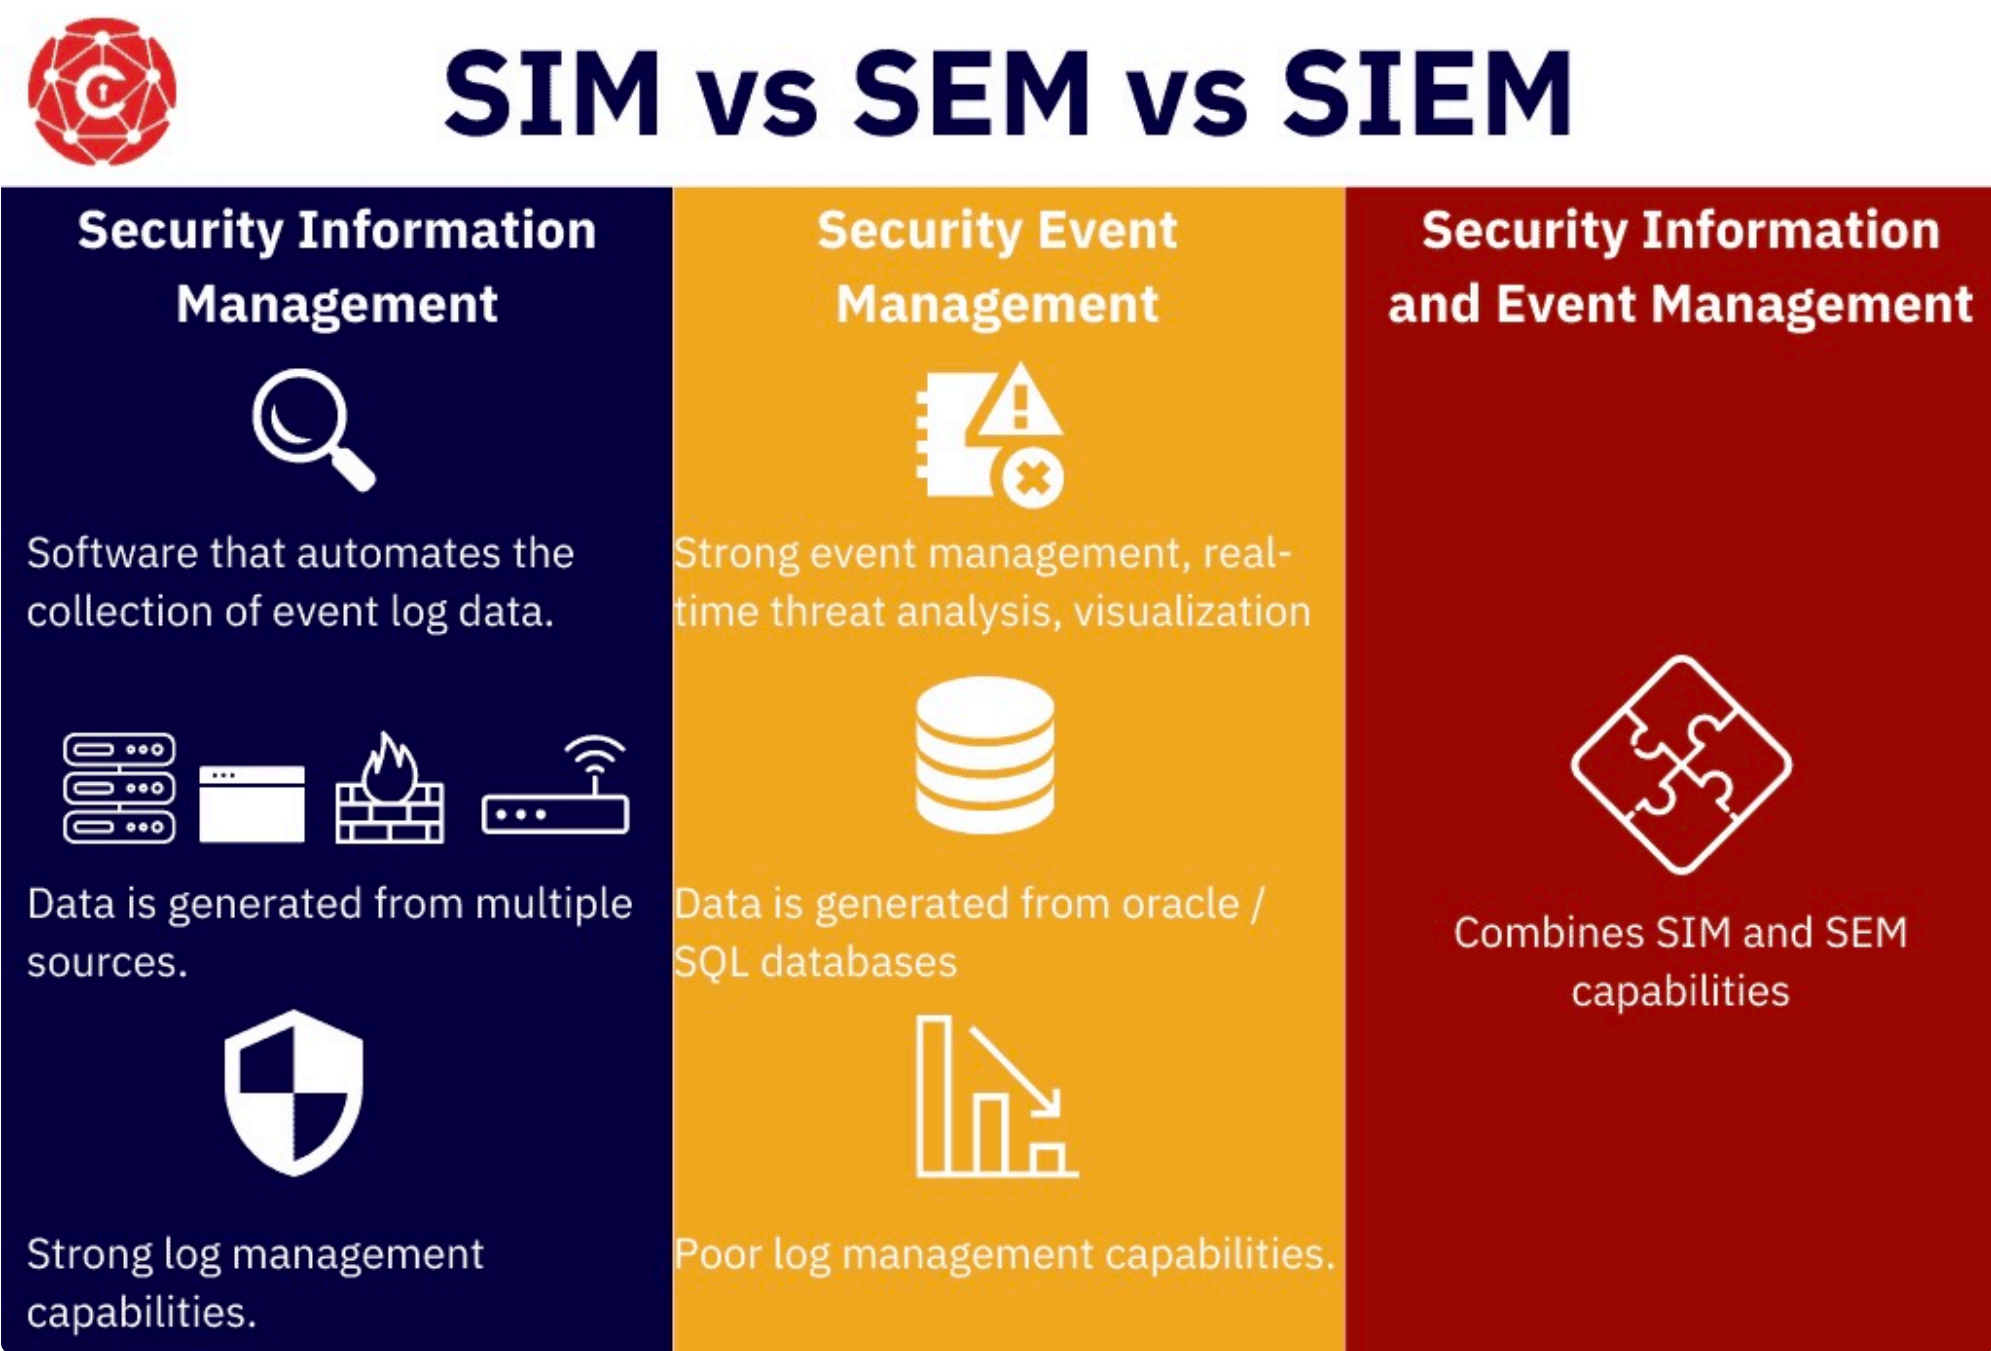 SIM vs SEM vs SIEM
Security Information
Management
Software that automates the
collection of event log data.
Data is generated from multiple
sources.
Strong log management
capabilities.
Security Event
Management
Strong event management, real-
time threat analysis, visualization
Data is generated from oracle /
SQL databases
Poor log management capabilities.
Security Information
and Event Management
Combines SIM and SEM
capabilities